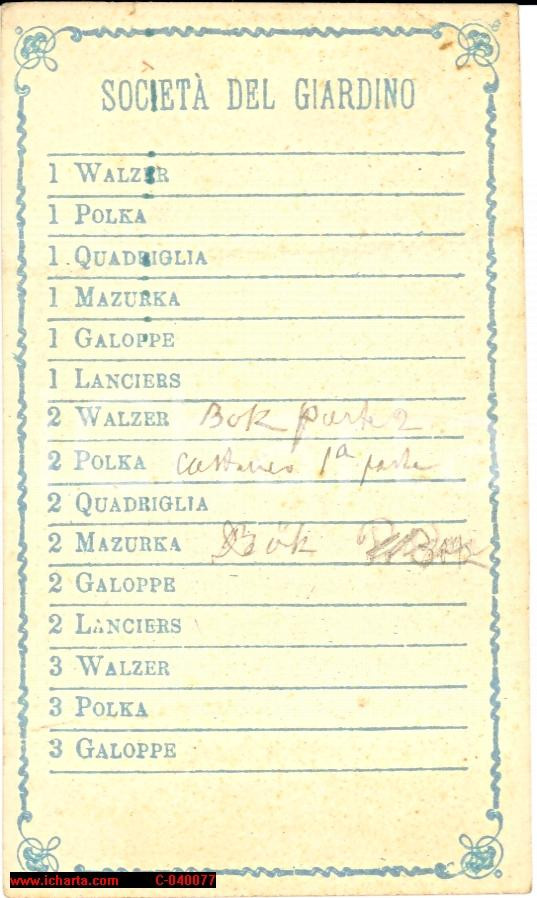 SOCIETÀ DEL GIARDINO
1 WALZER
1 POLKA
1 QUADRIGLIA
1 MAZURKA
1 GALOPPE
1 LANCIERS
2 WALZER Bok parte 2
2 POLKA 1ª parte
2 QUADRIGLIA
2 MAZURKA Bök
2 GALOPPE
2 LANCIERS
3 WALZER
3 POLKA
3 GALOPPE
www.icharta.com C-040077